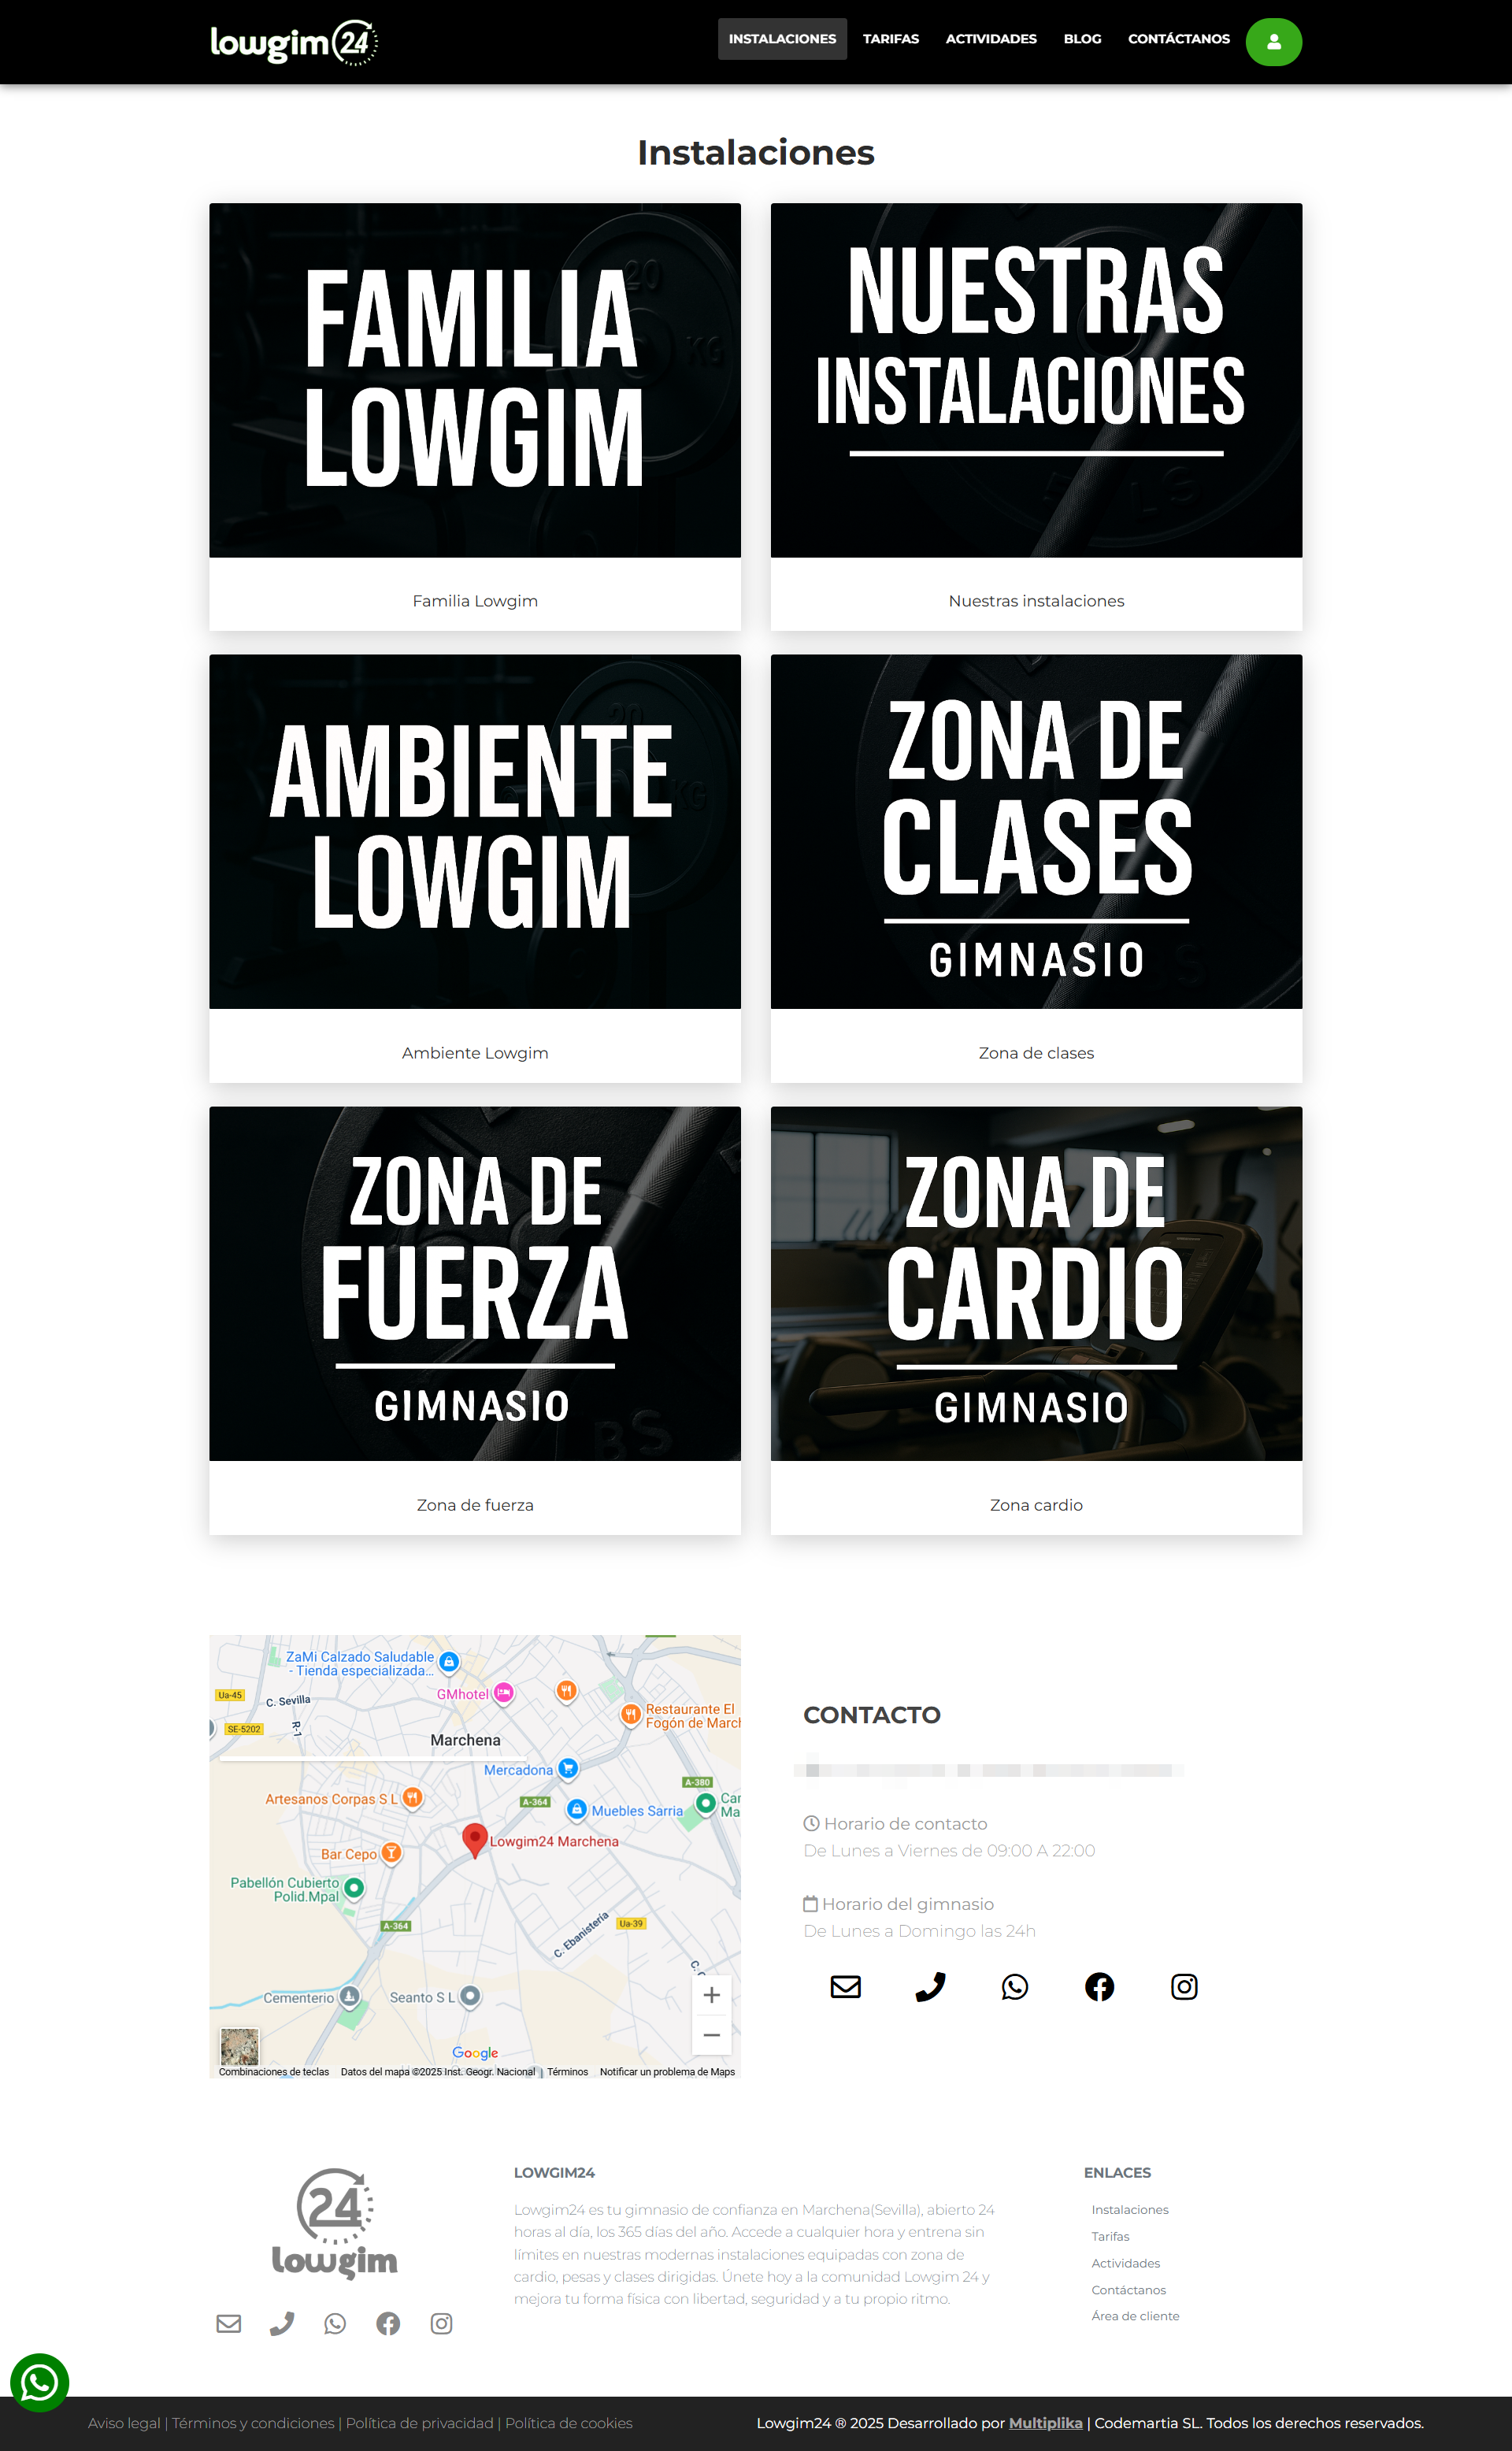 lowgim 24
INSTALACIONES TARIFAS ACTIVIDADES BLOG CONTÁCTANOS
Instalaciones
20
KG
FAMILIA
LOWGIM
Familia Lowgim
NUESTRAS
INSTALACIONES
LBS
Nuestras instalaciones
20
KG
AMBIENTE
LOWGIM
Ambiente Lowgim
ZONA DE
CLASES
GIMNASIO
Zona de clases
ZONA DE
FUERZA
GIMNASIO
BS
Zona de fuerza
ZONA DE
CARDIO
GIMNASIO
Zona cardio
ZaMi Calzado Saludable
- Tienda especializada...
GMhotel
Ua-45
C. Sevilla
R-1
SE-5202
Restaurante El
Fogón de March
Marchena
Mercadona
A-380
Artesanos Corpas S L
A-364
Muebles Sarria
Car
Ma
Lowgim24 Marchena
Bar Cepo
Pabellón Cubierto
Polid.Mpal
A-364
Ua-39
C. Ebanistería
C. C
Cementerio
Seanto S L
Google
Combinaciones de teclas Datos del mapa ©2025 Inst. Geogr. Nacional Términos Notificar un problema de Maps
CONTACTO
Horario de contacto
De Lunes a Viernes de 09:00 A 22:00
Horario del gimnasio
De Lunes a Domingo las 24h
24
lowgim
LOWGIM24
Lowgim24 es tu gimnasio de confianza en Marchena(Sevilla), abierto 24
horas al día, los 365 días del año. Accede a cualquier hora y entrena sin
límites en nuestras modernas instalaciones equipadas con zona de
cardio, pesas y clases dirigidas. Únete hoy a la comunidad Lowgim 24 y
mejora tu forma física con libertad, seguridad y a tu propio ritmo.
ENLACES
Instalaciones
Tarifas
Actividades
Contáctanos
Área de cliente
Aviso legal | Términos y condiciones | Política de privacidad | Política de cookies
Lowgim24 ® 2025 Desarrollado por Multiplika | Codemartia SL. Todos los derechos reservados.